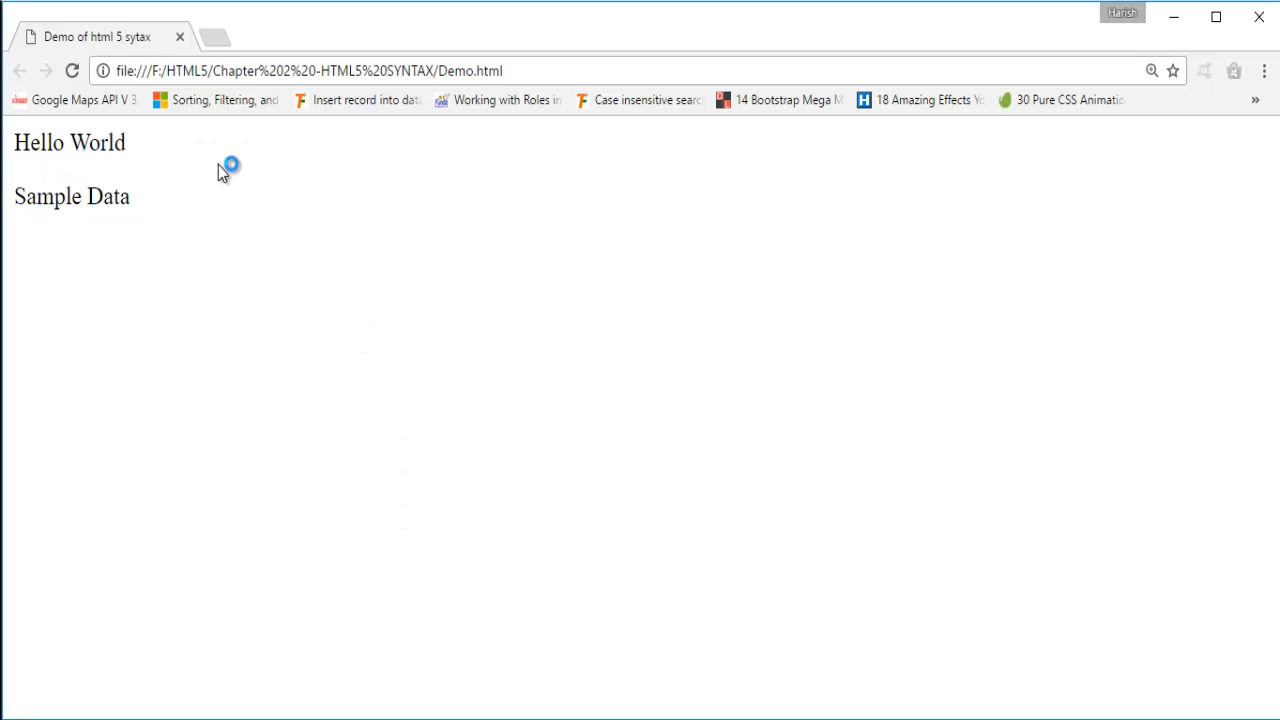 Harish
Demo of html 5 sytax
file:///F:/HTML5/Chapter%202%20-HTML5%20SYNTAX/Demo.html
Google Maps API V 3 Sorting, Filtering, and Insert record into data Working with Roles in Case insensitive searc 14 Bootstrap Mega M 18 Amazing Effects Yo 30 Pure CSS Animatic »
Hello World
Sample Data